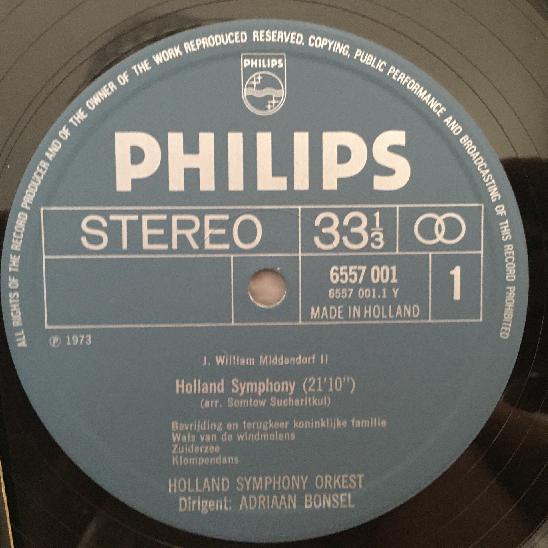 ALL RIGHTS OF THE RECORD PRODUCER AND OF THE OWNER OF THE WORK REPRODUCED RESERVED. COPYING, PUBLIC PERFORMANCE AND BROADCASTING OF THIS RECORD PROHIBITED
PHILIPS
PHILIPS
STEREO 33⅓
6557 001 1
6557 001.1 Y
MADE IN HOLLAND
℗ 1973
J. William Middendorf II
Holland Symphony (21'10")
(arr. Somtow Sucharitkul)
Bevrijding en terugkeer koninklijke familie
Wals van de windmolens
Zuiderzee
Klompendans
HOLLAND SYMPHONY ORKEST
Dirigent: ADRIAAN BONSEL